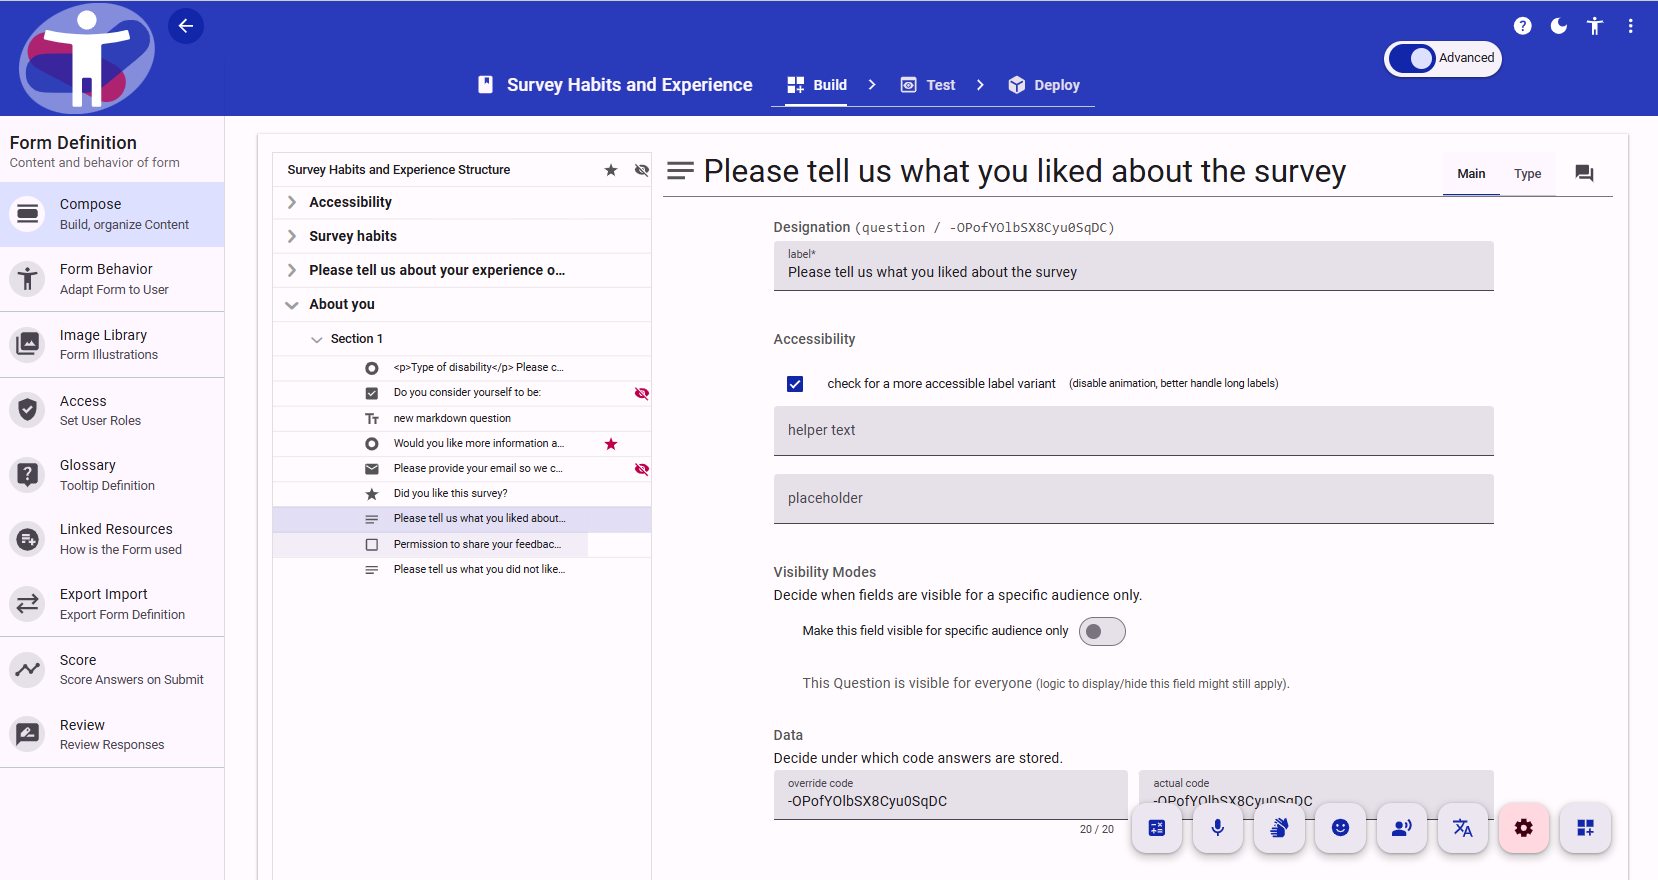 Advanced
Survey Habits and Experience
Build
Test
Deploy
Form Definition
Content and behavior of form
Compose
Build, organize Content
Form Behavior
Adapt Form to User
Image Library
Form Illustrations
Access
Set User Roles
Glossary
Tooltip Definition
Linked Resources
How is the Form used
Export Import
Export Form Definition
Score
Score Answers on Submit
Review
Review Responses
Survey Habits and Experience Structure
Accessibility
Survey habits
Please tell us about your experience o...
About you
Section 1
<p>Type of disability</p> Please c...
Do you consider yourself to be:
new markdown question
Would you like more information a...
Please provide your email so we c...
Did you like this survey?
Please tell us what you liked about...
Permission to share your feedbac...
Please tell us what you did not like...
Please tell us what you liked about the survey
Main
Type
Designation (question / -OPofYOlbSX8Cyu0SqDC)
label*
Please tell us what you liked about the survey
Accessibility
check for a more accessible label variant (disable animation, better handle long labels)
helper text
placeholder
Visibility Modes
Decide when fields are visible for a specific audience only.
Make this field visible for specific audience only
This Question is visible for everyone (logic to display/hide this field might still apply).
Data
Decide under which code answers are stored.
override code
-OPofYOlbSX8Cyu0SqDC
20 / 20
actual code
-OPofYOlbSX8Cyu0SqDC